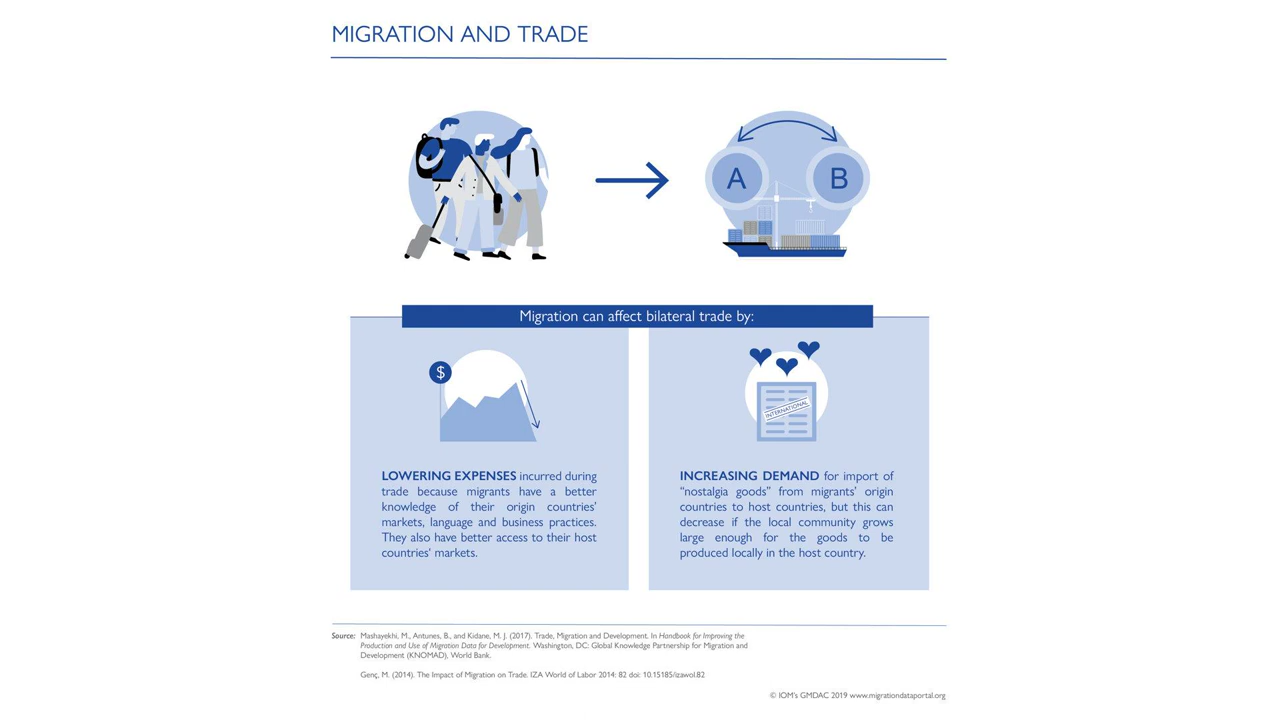 MIGRATION AND TRADE
A
B
Migration can affect bilateral trade by:
$
LOWERING EXPENSES incurred during
trade because migrants have a better
knowledge of their origin countries'
markets, language and business practices.
They also have better access to their host
countries' markets.
INTERNATIONAL
INCREASING DEMAND for import of
“nostalgia goods” from migrants' origin
countries to host countries, but this can
decrease if the local community grows
large enough for the goods to be
produced locally in the host country.
Source: Mashayekhi, M., Antunes, B., and Kidane, M. J. (2017). Trade, Migration and Development. In Handbook for Improving the
Production and Use of Migration Data for Development. Washington, DC: Global Knowledge Partnership for Migration and
Development (KNOMAD), World Bank.
Genç, M. (2014). The Impact of Migration on Trade. IZA World of Labor 2014: 82 doi: 10.15185/izawol.82
© IOM's GMDAC 2019 www.migrationdataportal.org